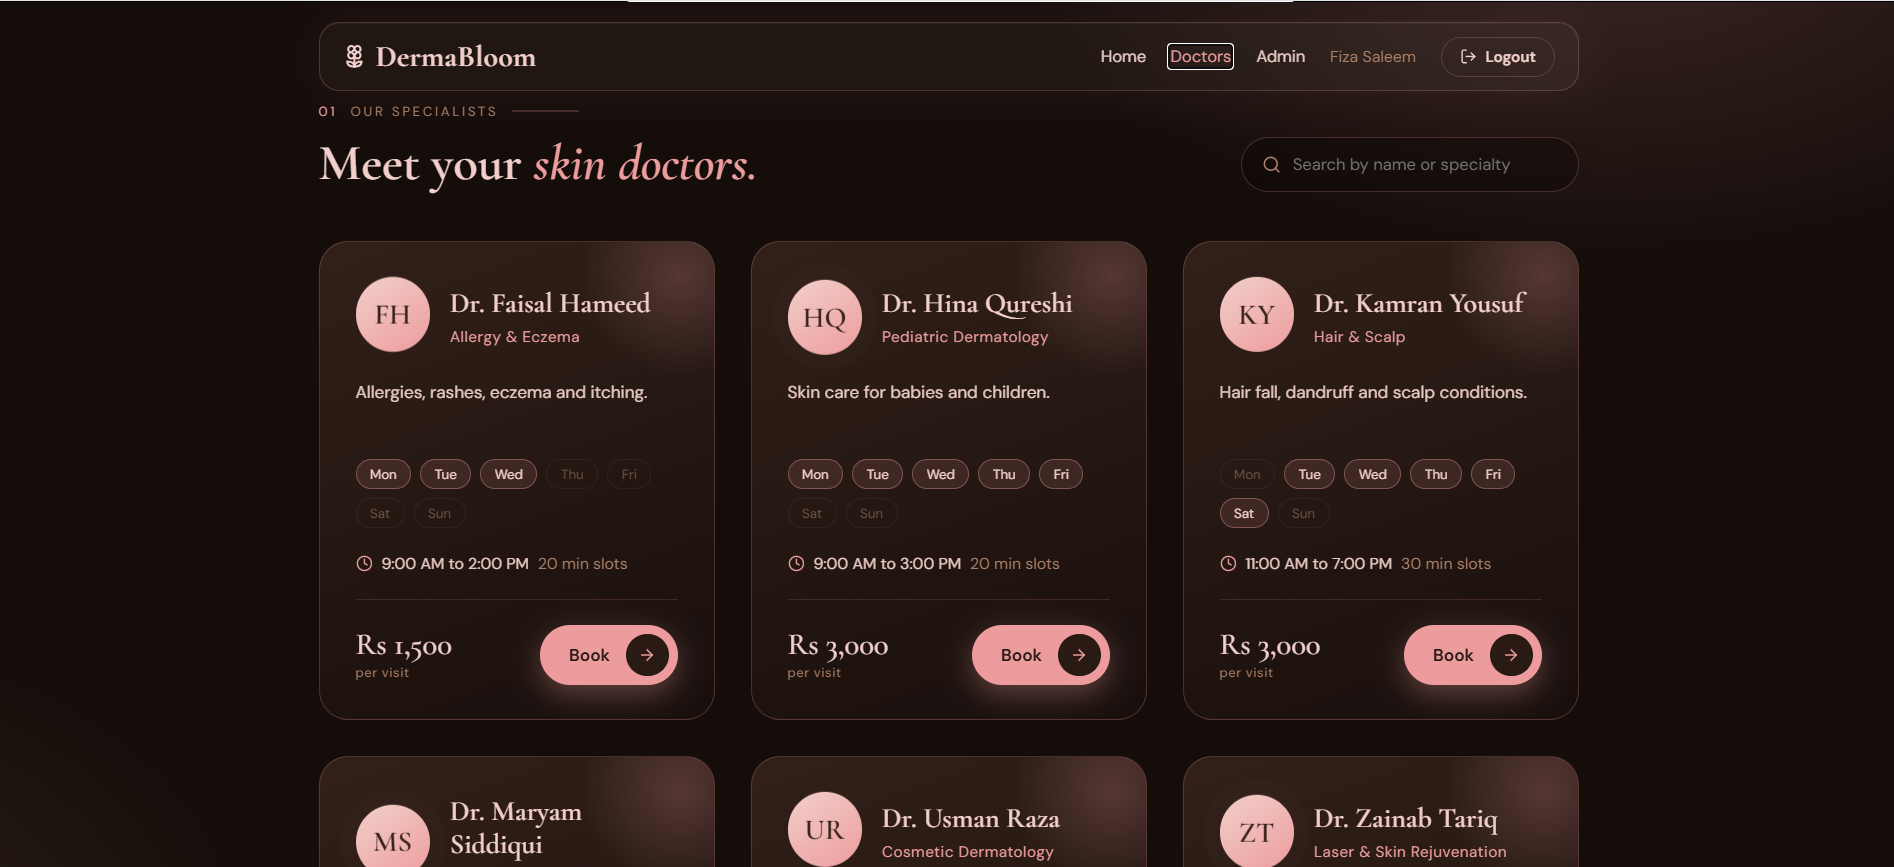 DermaBloom
Home Doctors Admin Fiza Saleem Logout
01 OUR SPECIALISTS
Meet your skin doctors.
Search by name or specialty
FH
Dr. Faisal Hameed
Allergy & Eczema
Allergies, rashes, eczema and itching.
Mon Tue Wed Thu Fri
Sat Sun
9:00 AM to 2:00 PM 20 min slots
Rs 1,500
per visit
Book
HQ
Dr. Hina Qureshi
Pediatric Dermatology
Skin care for babies and children.
Mon Tue Wed Thu Fri
Sat Sun
9:00 AM to 3:00 PM 20 min slots
Rs 3,000
per visit
Book
KY
Dr. Kamran Yousuf
Hair & Scalp
Hair fall, dandruff and scalp conditions.
Mon Tue Wed Thu Fri
Sat Sun
11:00 AM to 7:00 PM 30 min slots
Rs 3,000
per visit
Book
MS
Dr. Maryam
Siddiqui
UR
Dr. Usman Raza
Cosmetic Dermatology
ZT
Dr. Zainab Tariq
Laser & Skin Rejuvenation